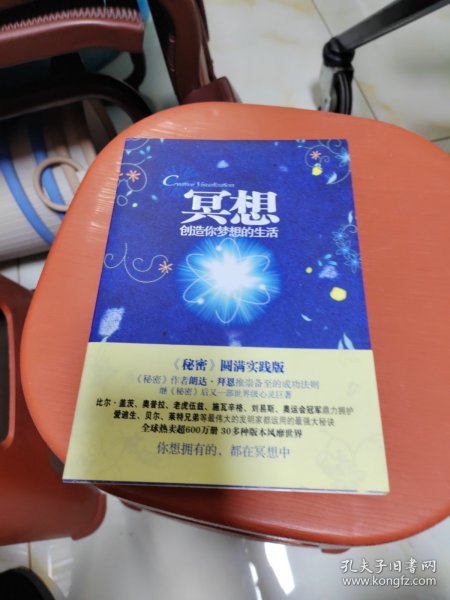 Creative Visualization
冥想
创造你梦想的生活
《秘密》圆满实践版
《秘密》作者朗达·拜恩推崇备至的成功法则
继《秘密》后又一部世界级心灵巨著
比尔·盖茨、奥普拉、老虎伍兹、施瓦辛格、刘易斯、奥运会冠军鼎力拥护
爱迪生、贝尔、莱特兄弟等最伟大的发明家都运用的最强大秘诀
全球热卖超600万册 30多种版本风靡世界
你想拥有的，都在冥想中
孔夫子旧书网
www.kongfz.com